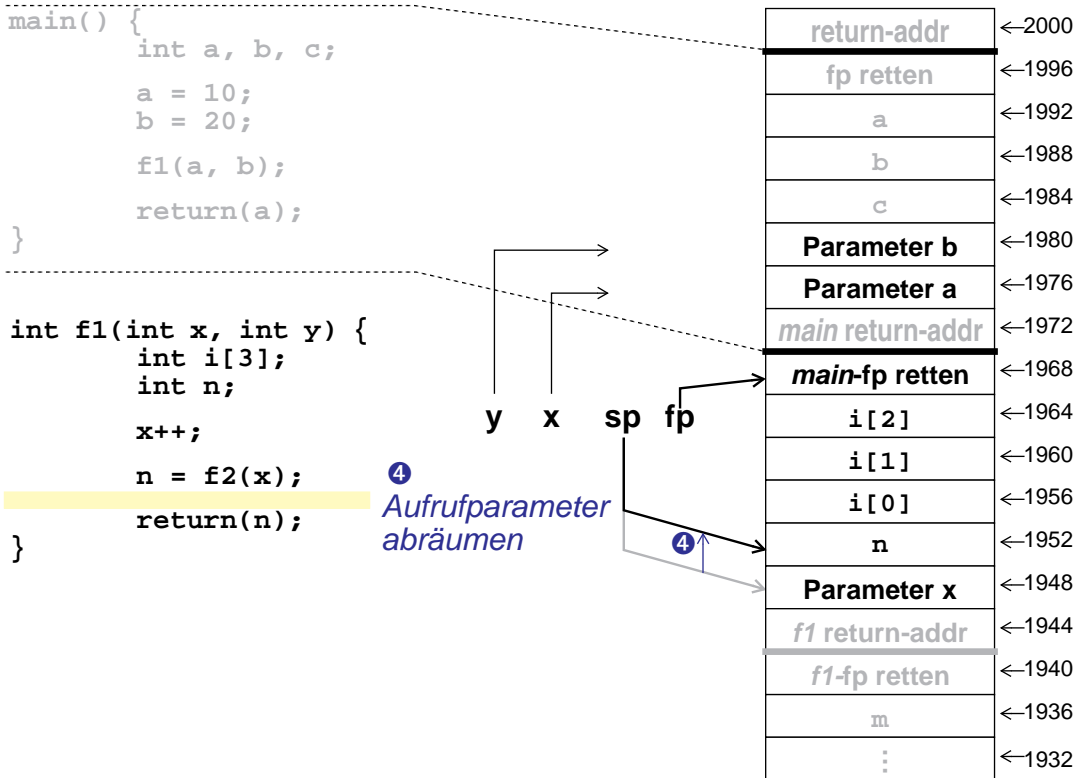 main() {
int a, b, c;
a = 10;
b = 20;
f1(a, b);
return(a);
}
int f1(int x, int y) {
int i[3];
int n;
x++;
n = f2(x);
return(n);
}
❹
Aufrufparameter
abräumen
y x sp fp
❹
return-addr ←2000
fp retten ←1996
a ←1992
b ←1988
c ←1984
Parameter b ←1980
Parameter a ←1976
main return-addr ←1972
main-fp retten ←1968
i[2] ←1964
i[1] ←1960
i[0] ←1956
n ←1952
Parameter x ←1948
f1 return-addr ←1944
f1-fp retten ←1940
m ←1936
⋮ ←1932